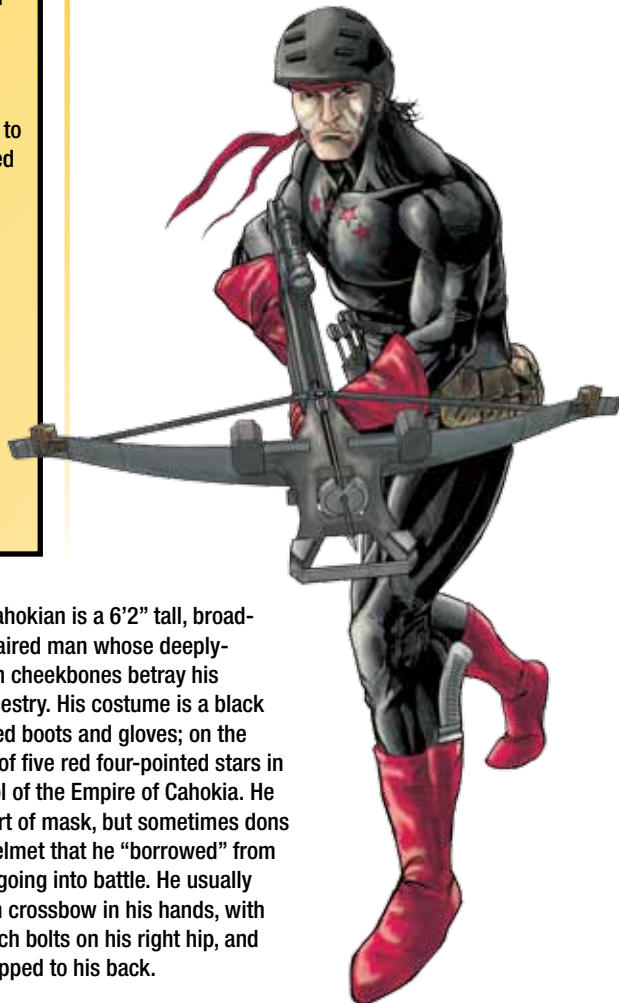 to
ed
ahokian is a 6’2” tall, broad-
aired man whose deeply-
n cheekbones betray his
estry. His costume is a black
ed boots and gloves; on the
of five red four-pointed stars in
ol of the Empire of Cahokia. He
rt of mask, but sometimes dons
elmet that he “borrowed” from
going into battle. He usually
n crossbow in his hands, with
ch bolts on his right hip, and
pped to his back.